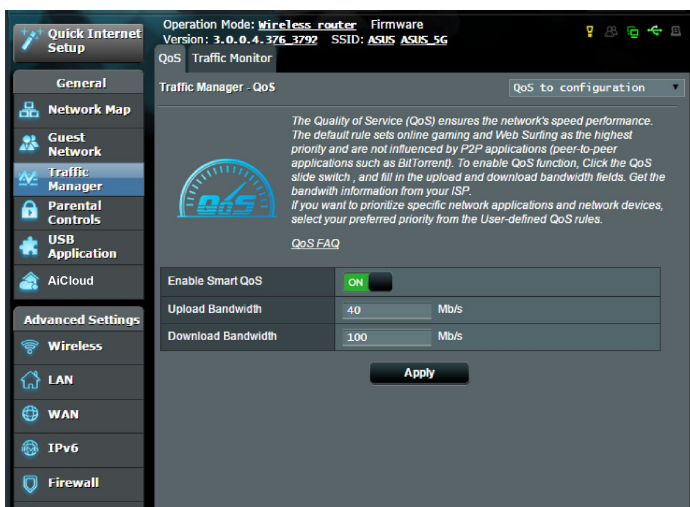 Quick Internet
Setup
General
Network Map
Guest
Network
Traffic
Manager
Parental
Controls
USB
Application
AiCloud
Advanced Settings
Wireless
LAN
WAN
IPv6
Firewall
Operation Mode: Wireless router Firmware
Version: 3.0.0.4.376_3792 SSID: ASUS ASUS_5G
QoS Traffic Monitor
Traffic Manager - QoS
QoS to configuration
QoS
The Quality of Service (QoS) ensures the network's speed performance.
The default rule sets online gaming and Web Surfing as the highest
priority and are not influenced by P2P applications (peer-to-peer
applications such as BitTorrent). To enable QoS function, Click the QoS
slide switch , and fill in the upload and download bandwidth fields. Get the
bandwith information from your ISP.
If you want to prioritize specific network applications and network devices,
select your preferred priority from the User-defined QoS rules.
QoS FAQ
Enable Smart QoS ON
Upload Bandwidth 40 Mb/s
Download Bandwidth 100 Mb/s
Apply